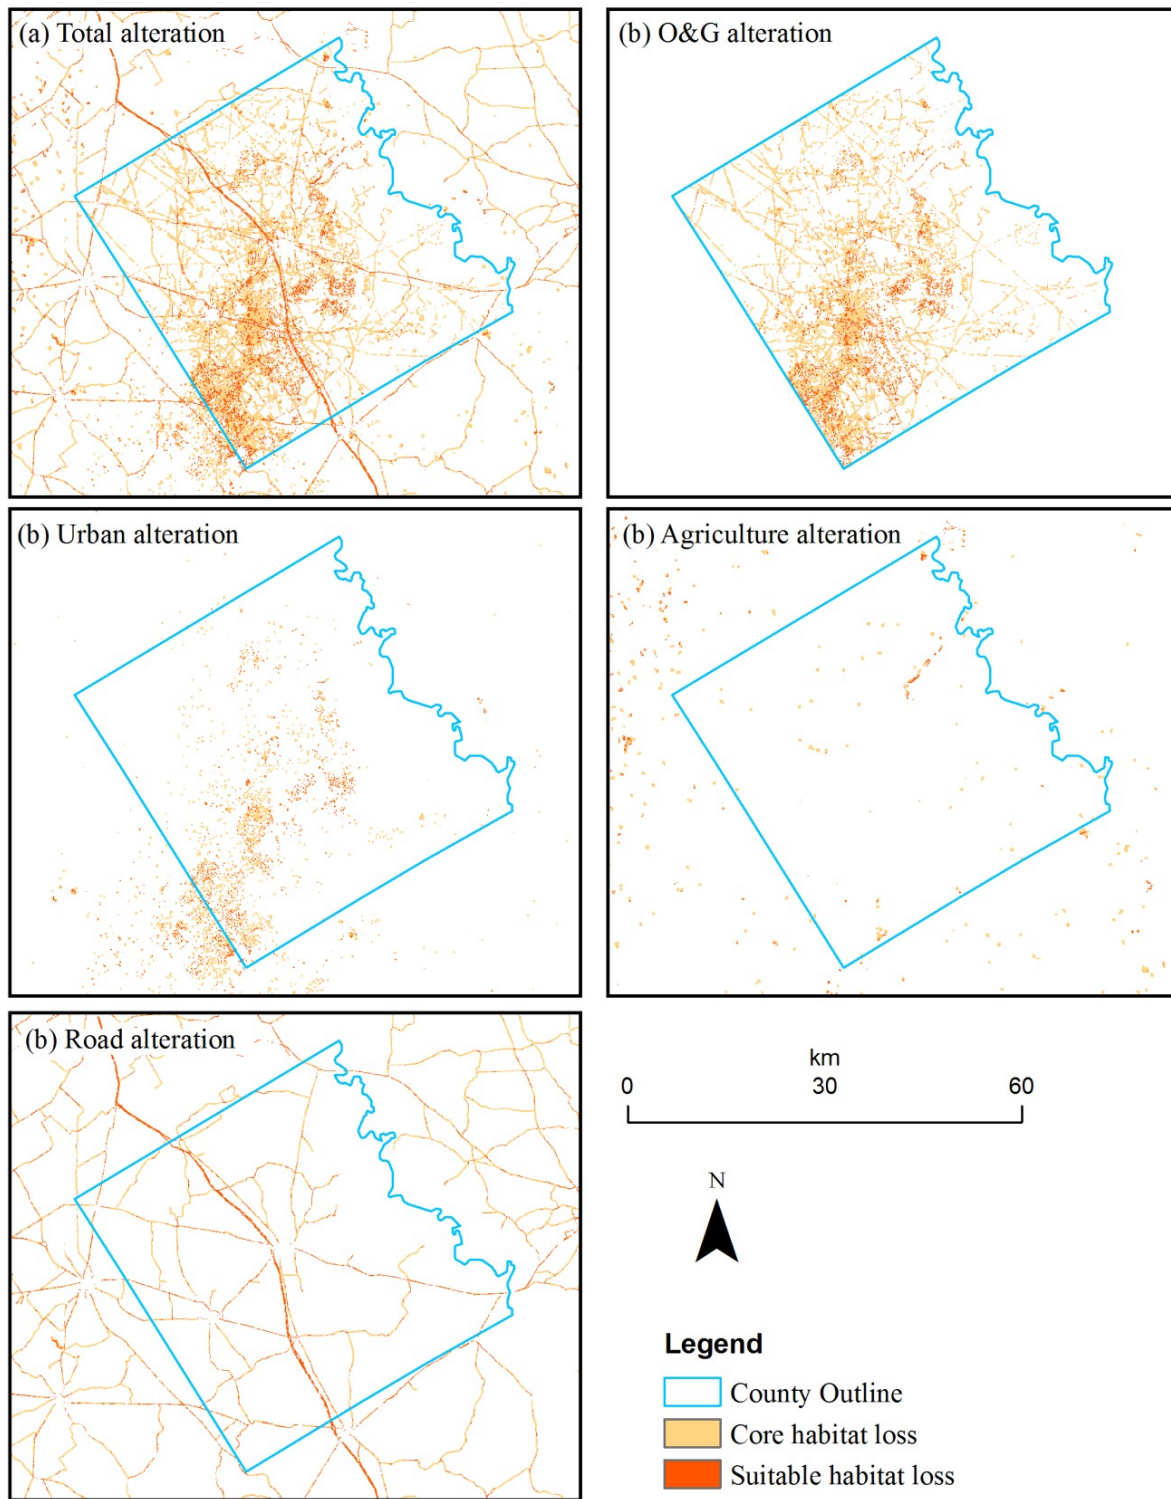 (a) Total alteration
(b) O&G alteration
(b) Urban alteration
(b) Agriculture alteration
(b) Road alteration
km
0 30 60
N
Legend
County Outline
Core habitat loss
Suitable habitat loss